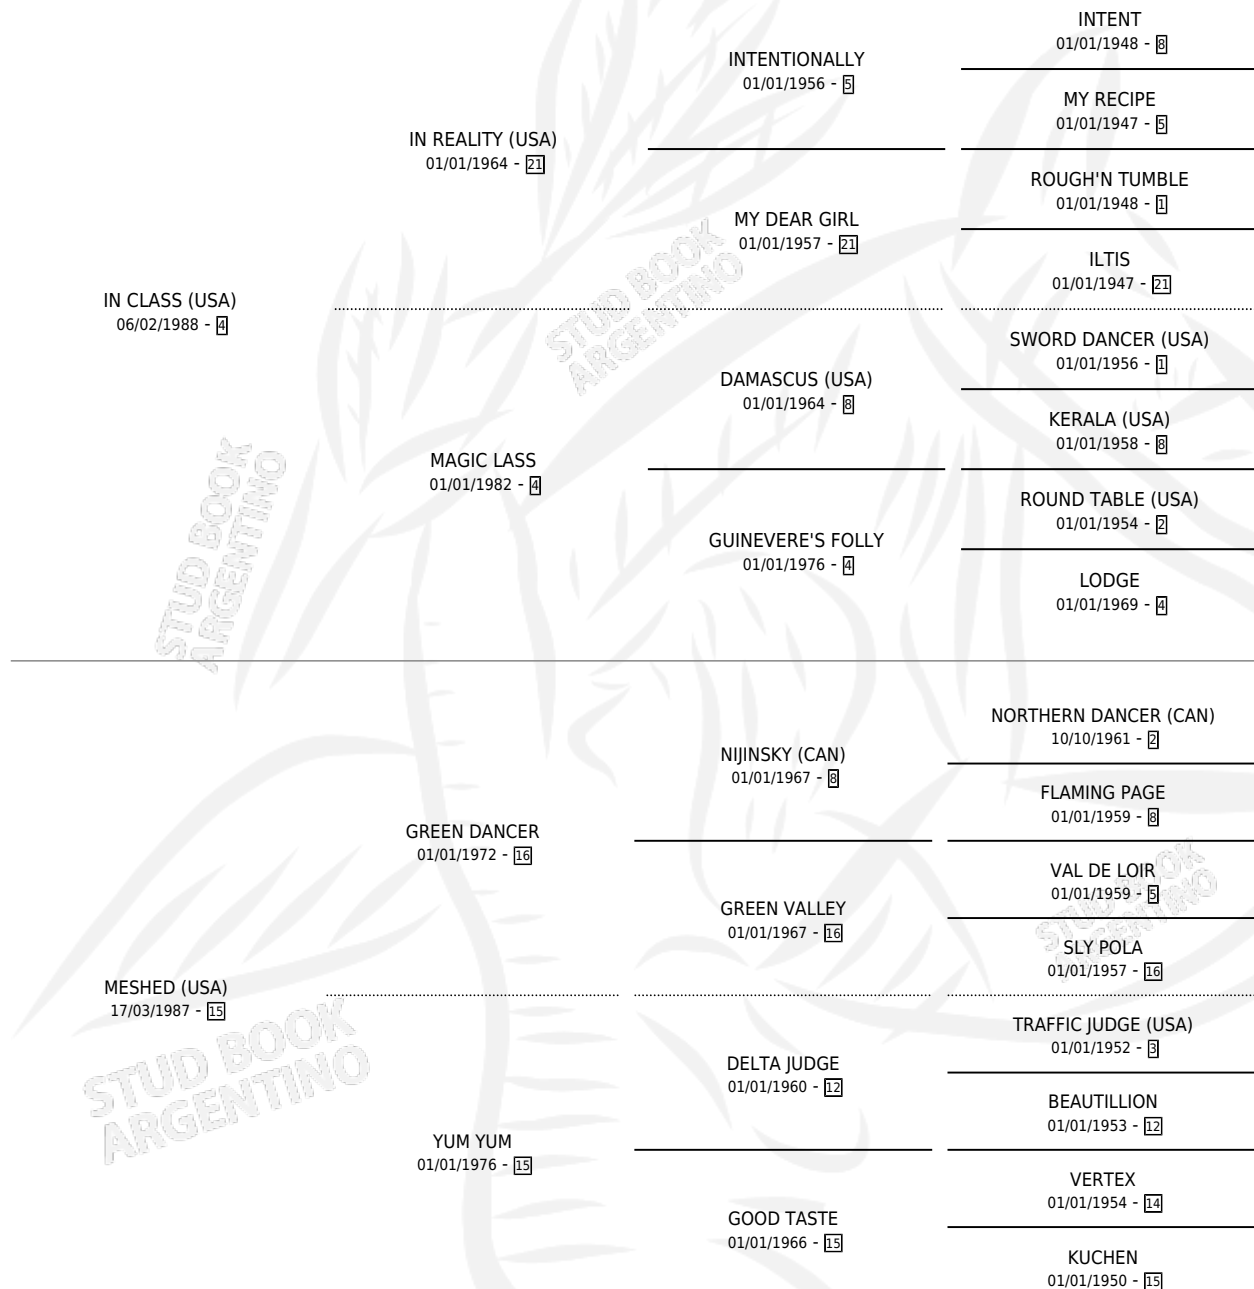 INTENT
01/01/1948 - 8
INTENTIONALLY
01/01/1956 - 5
MY RECIPE
01/01/1947 - 5
IN REALITY (USA)
01/01/1964 - 21
ROUGH'N TUMBLE
01/01/1948 - 1
MY DEAR GIRL
01/01/1957 - 21
ILTIS
01/01/1947 - 21
IN CLASS (USA)
06/02/1988 - 4
SWORD DANCER (USA)
01/01/1956 - 1
DAMASCUS (USA)
01/01/1964 - 8
KERALA (USA)
01/01/1958 - 8
MAGIC LASS
01/01/1982 - 4
ROUND TABLE (USA)
01/01/1954 - 2
GUINEVERE'S FOLLY
01/01/1976 - 4
LODGE
01/01/1969 - 4
NORTHERN DANCER (CAN)
10/10/1961 - 2
NIJINSKY (CAN)
01/01/1967 - 8
FLAMING PAGE
01/01/1959 - 8
GREEN DANCER
01/01/1972 - 16
VAL DE LOIR
01/01/1959 - 5
GREEN VALLEY
01/01/1967 - 16
SLY POLA
01/01/1957 - 16
MESHED (USA)
17/03/1987 - 15
TRAFFIC JUDGE (USA)
01/01/1952 - 3
DELTA JUDGE
01/01/1960 - 12
BEAUTILLION
01/01/1953 - 12
YUM YUM
01/01/1976 - 15
VERTEX
01/01/1954 - 14
GOOD TASTE
01/01/1966 - 15
KUCHEN
01/01/1950 - 15
STUD BOOK
ARGENTINO
STUD BOOK
ARGENTINO
STUD BOOK
ARGENTINO
STUD BOOK
ARGENTINO